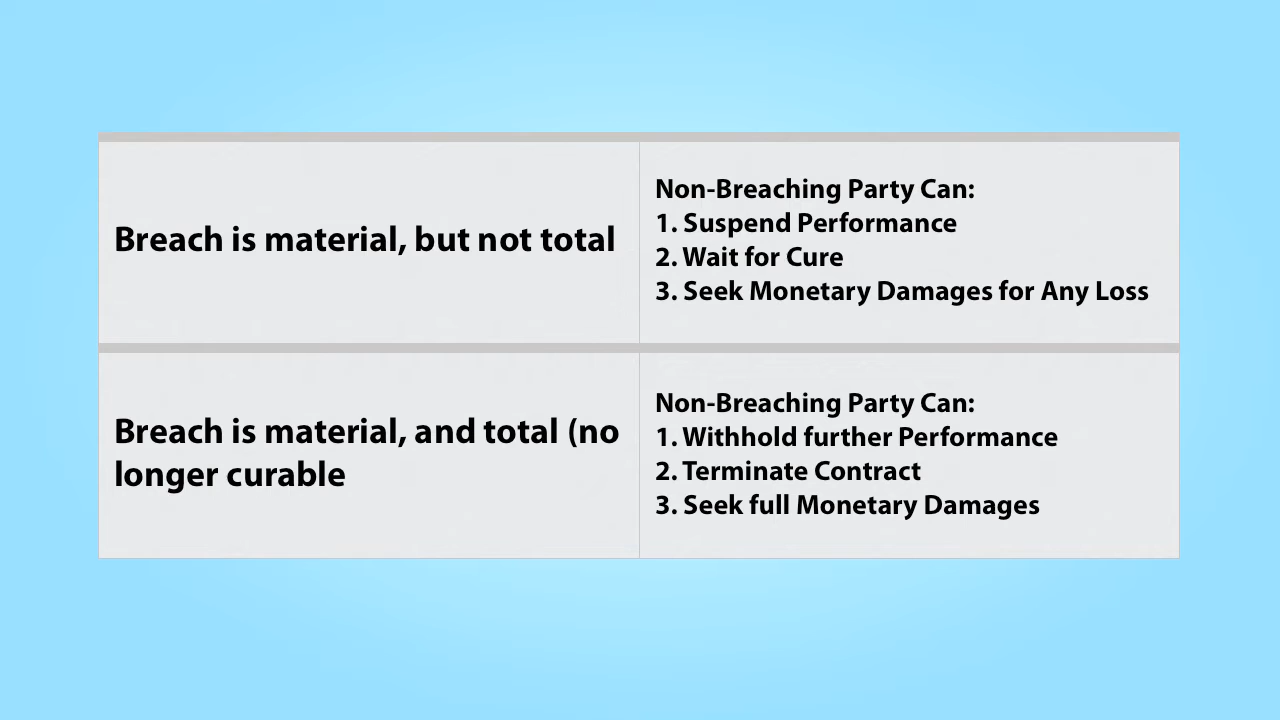 Breach is material, but not total
Non-Breaching Party Can:
1. Suspend Performance
2. Wait for Cure
3. Seek Monetary Damages for Any Loss
Breach is material, and total (no
longer curable
Non-Breaching Party Can:
1. Withhold further Performance
2. Terminate Contract
3. Seek full Monetary Damages